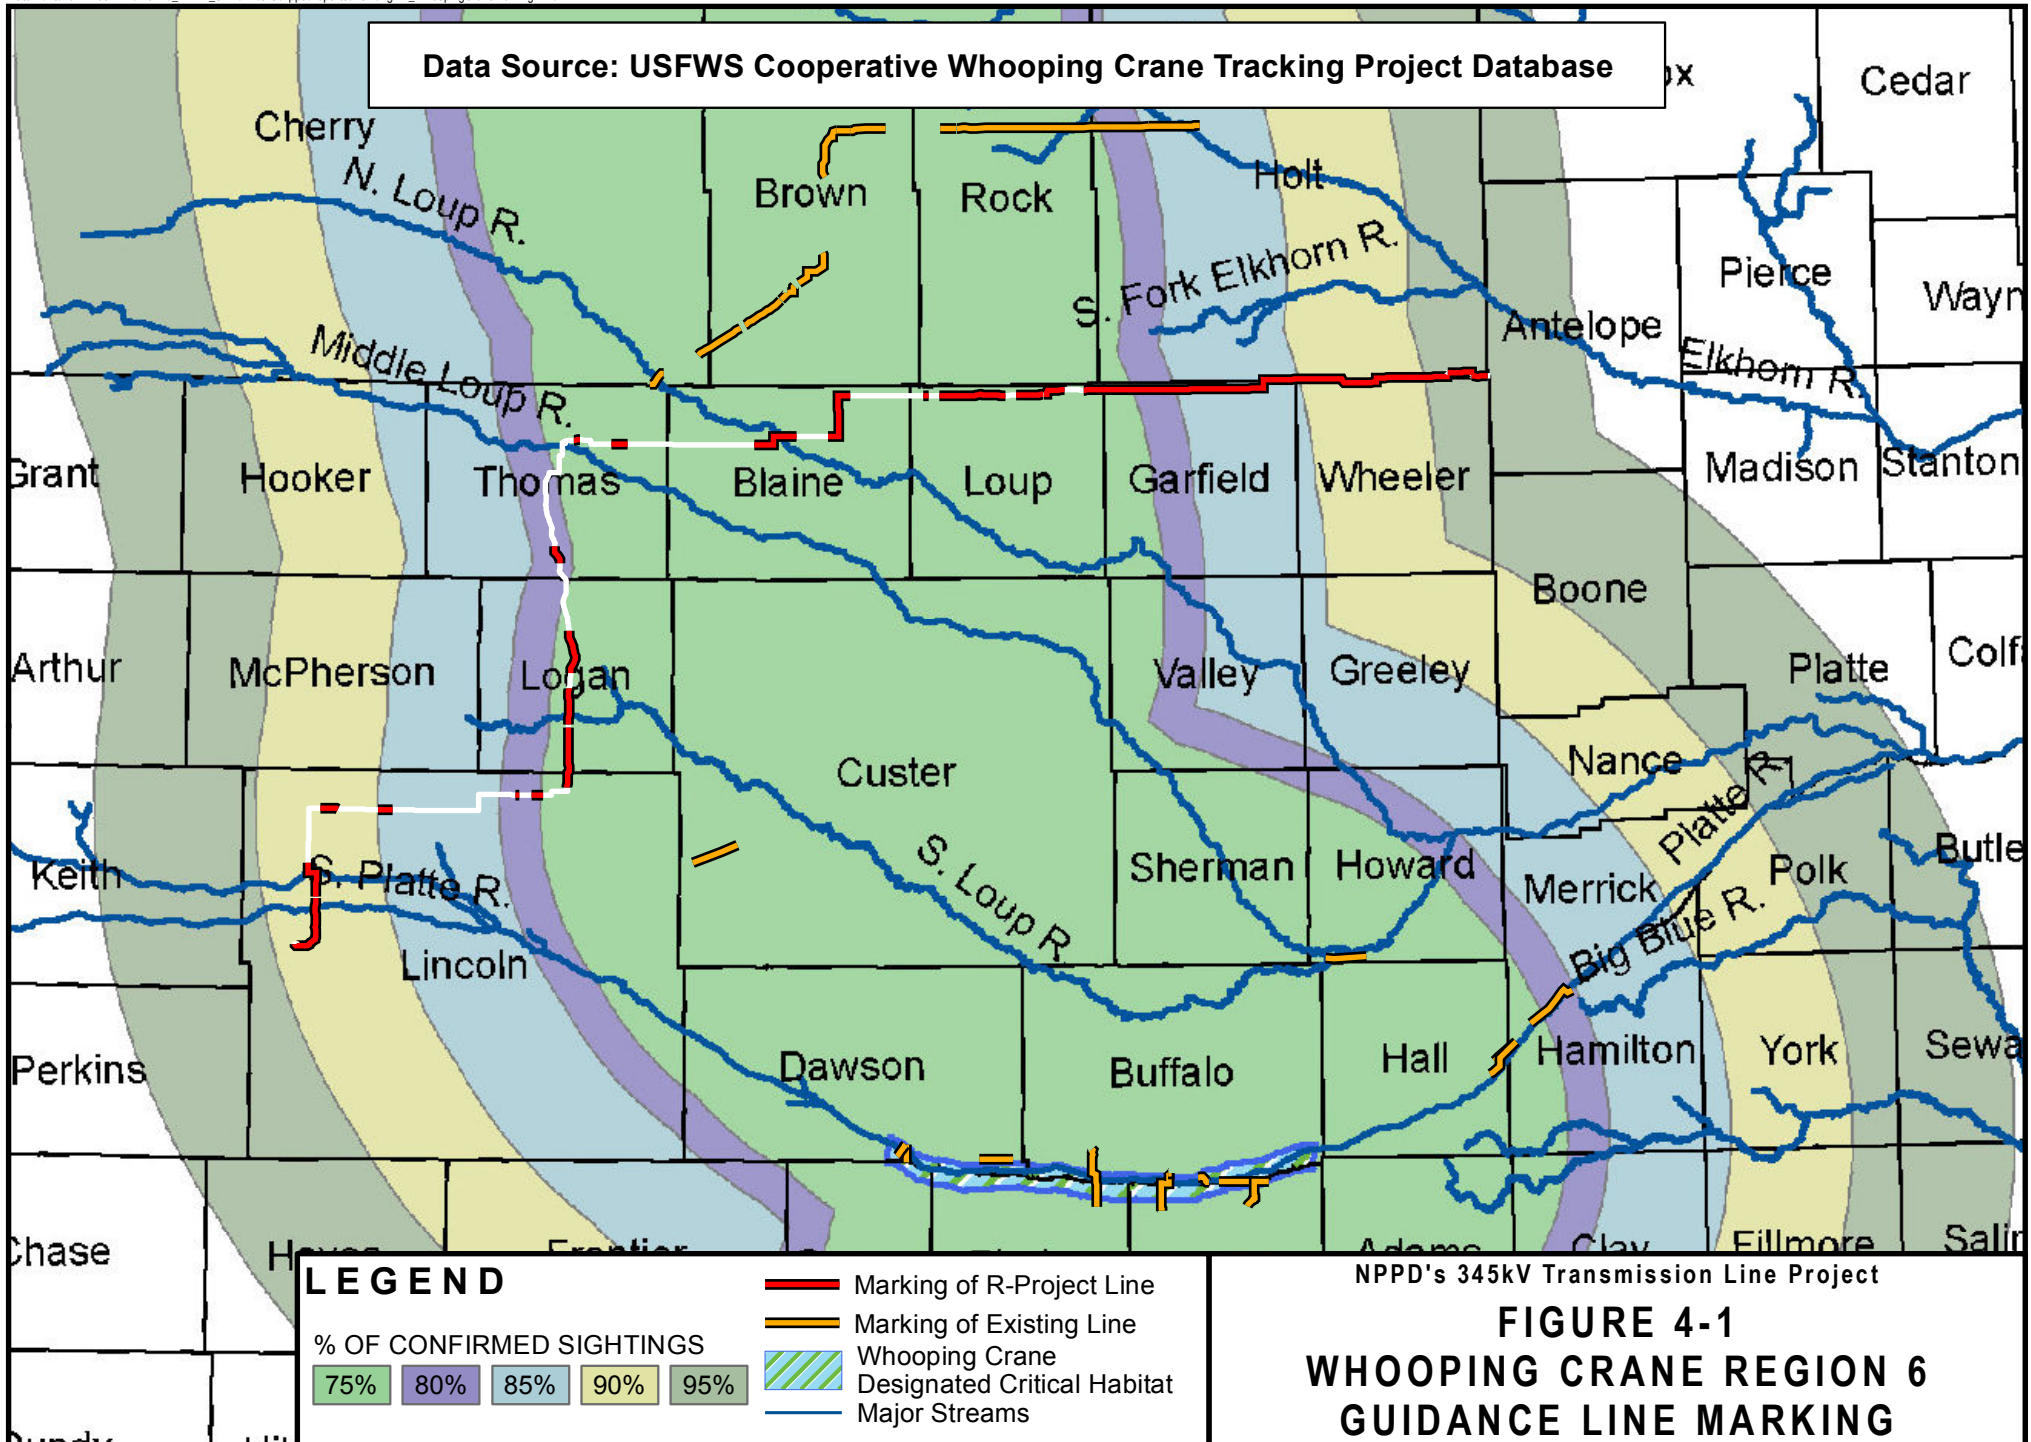 Data Source: USFWS Cooperative Whooping Crane Tracking Project Database
Cedar
Cherry
N. Loup R.
Brown
Rock
Holt
S. Fork Elkhorn R.
Pierce
Antelope
Elkhorn R.
Middle Loup R.
Grant
Hooker
Thomas
Blaine
Loup
Garfield
Wheeler
Madison
Stanton
Boone
Arthur
McPherson
Logan
Valley
Greeley
Platte
Custer
Nance
Platte R.
Keith
S. Platte R.
S. Loup R.
Sherman
Howard
Merrick
Polk
Big Blue R.
Lincoln
Perkins
Dawson
Buffalo
Hall
Hamilton
York
Chase
Frontier
Adams
Clay
Fillmore
LEGEND
% OF CONFIRMED SIGHTINGS
75% 80% 85% 90% 95%
Marking of R-Project Line
Marking of Existing Line
Whooping Crane
Designated Critical Habitat
Major Streams
NPPD's 345kV Transmission Line Project
FIGURE 4-1
WHOOPING CRANE REGION 6
GUIDANCE LINE MARKING